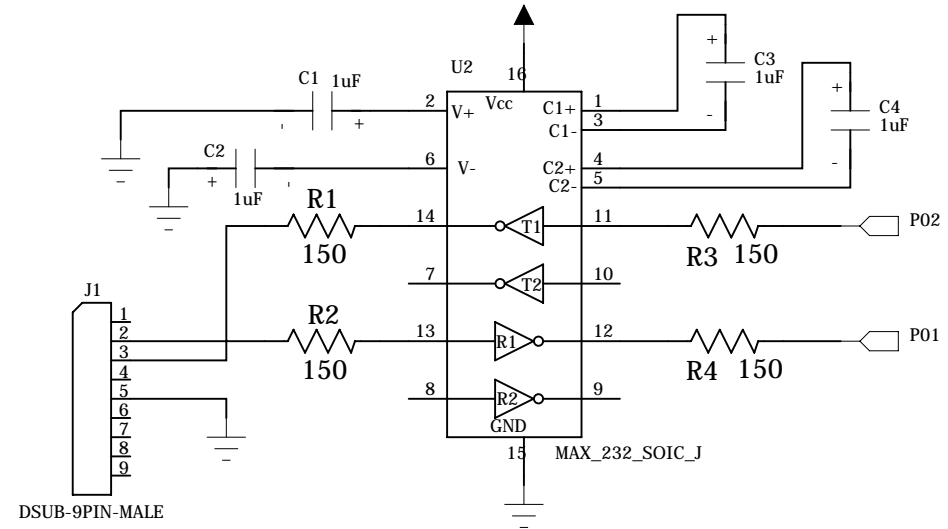 U2
16
Vcc
C1 1uF
2
V+
- +
C2
1uF
+ -
6
V-
C1+ 1
C1- 3
+
C3
1uF
-
C2+ 4
C2- 5
+
C4
1uF
-
R1
150
14
T1
11
R3 150
P02
7
T2
10
J1
1
2
3
4
5
6
7
8
9
DSUB-9PIN-MALE
R2
150
13
R1
12
R4 150
P01
8
R2
9
GND
15
MAX_232_SOIC_J